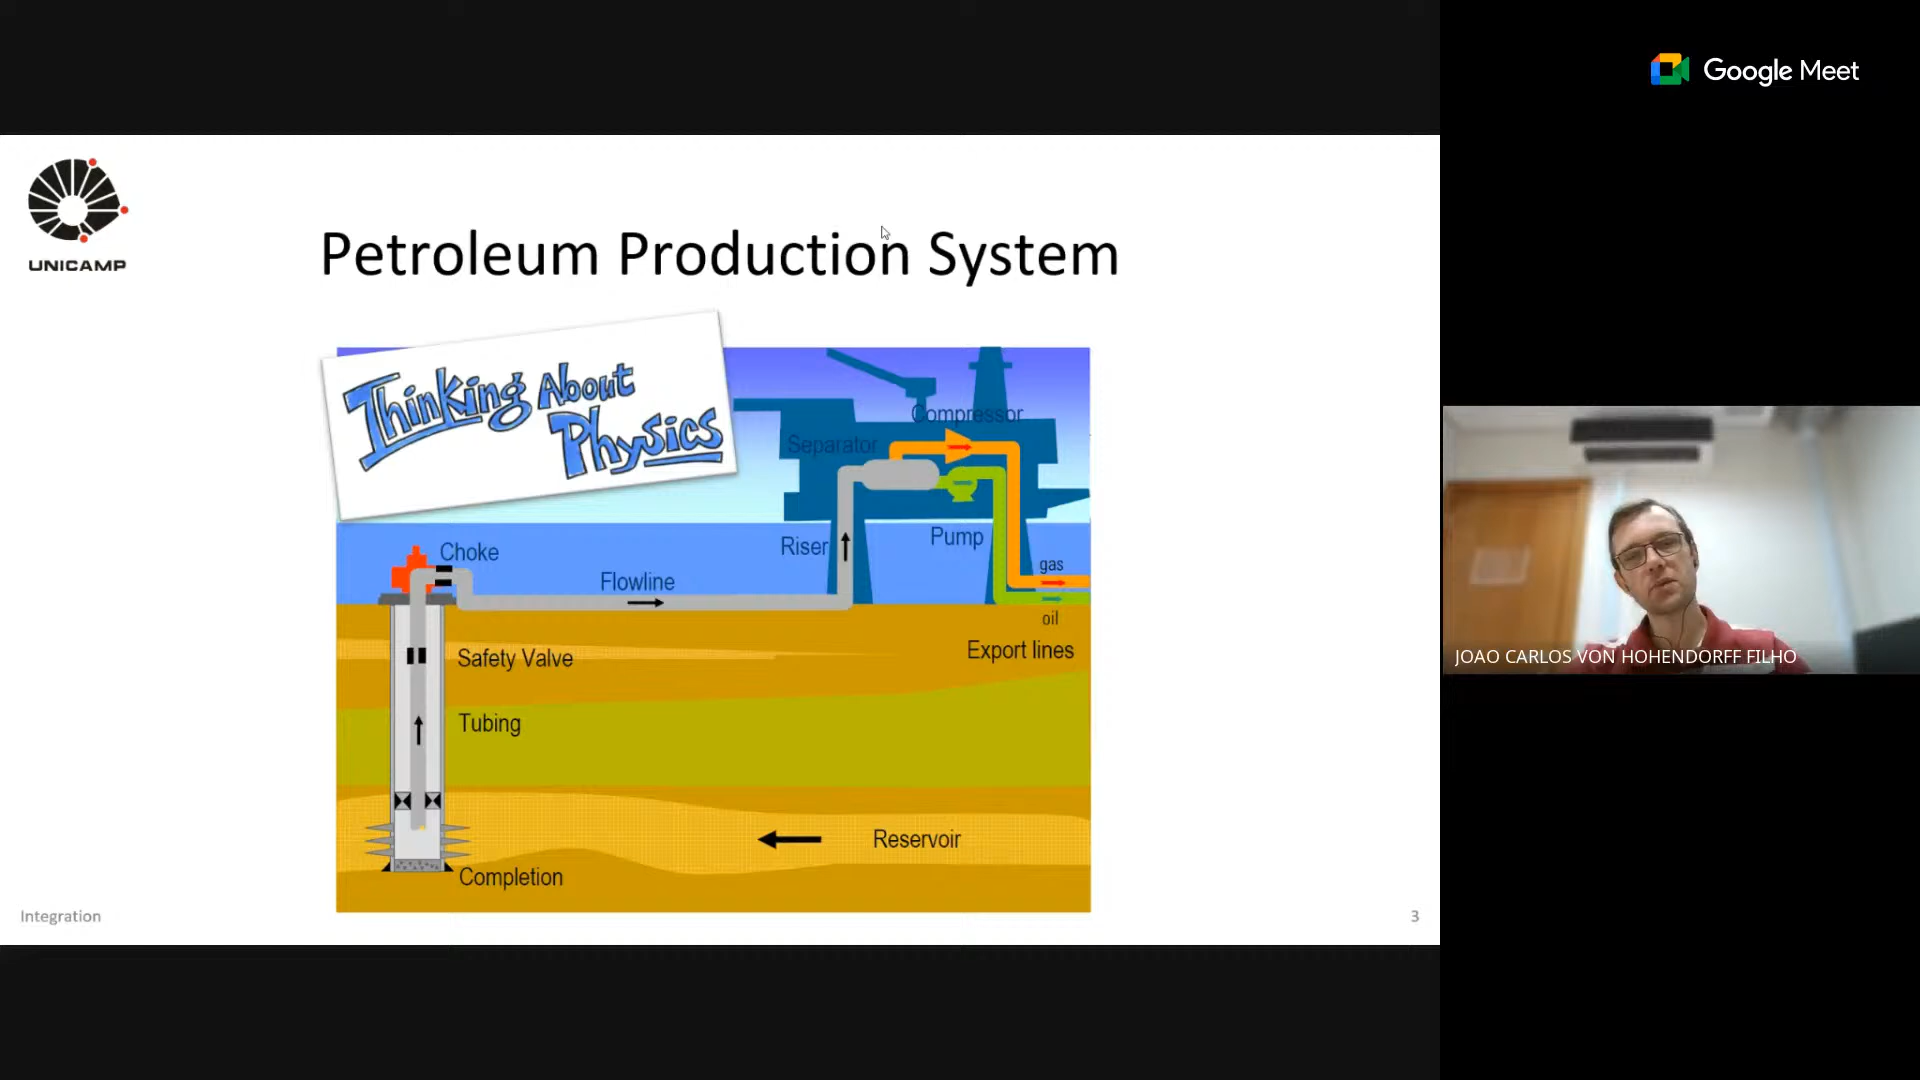 Google Meet
UNICAMP
Petroleum Production System
Thinking About
Physics
Compressor
Separator
Choke
Riser
Pump
Flowline
gas
oil
Safety Valve
Export lines
Tubing
Reservoir
Completion
Integration
3
JOAO CARLOS VON HOHENDORFF FILHO